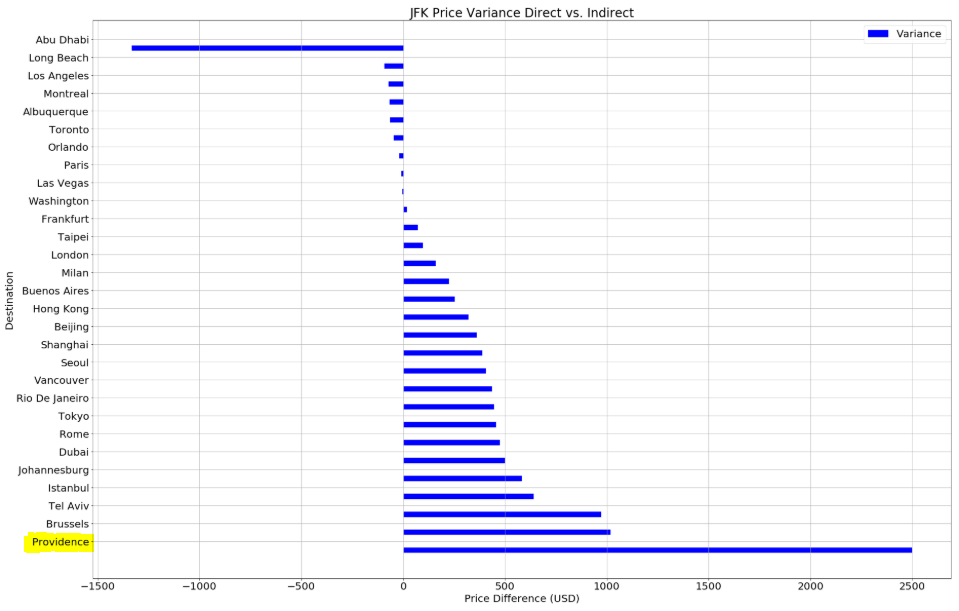 JFK Price Variance Direct vs. Indirect
Variance
Destination
Abu Dhabi
Long Beach
Los Angeles
Montreal
Albuquerque
Toronto
Orlando
Paris
Las Vegas
Washington
Frankfurt
Taipei
London
Milan
Buenos Aires
Hong Kong
Beijing
Shanghai
Seoul
Vancouver
Rio De Janeiro
Tokyo
Rome
Dubai
Johannesburg
Istanbul
Tel Aviv
Brussels
Providence
−1500 −1000 −500 0 500 1000 1500 2000 2500
Price Difference (USD)